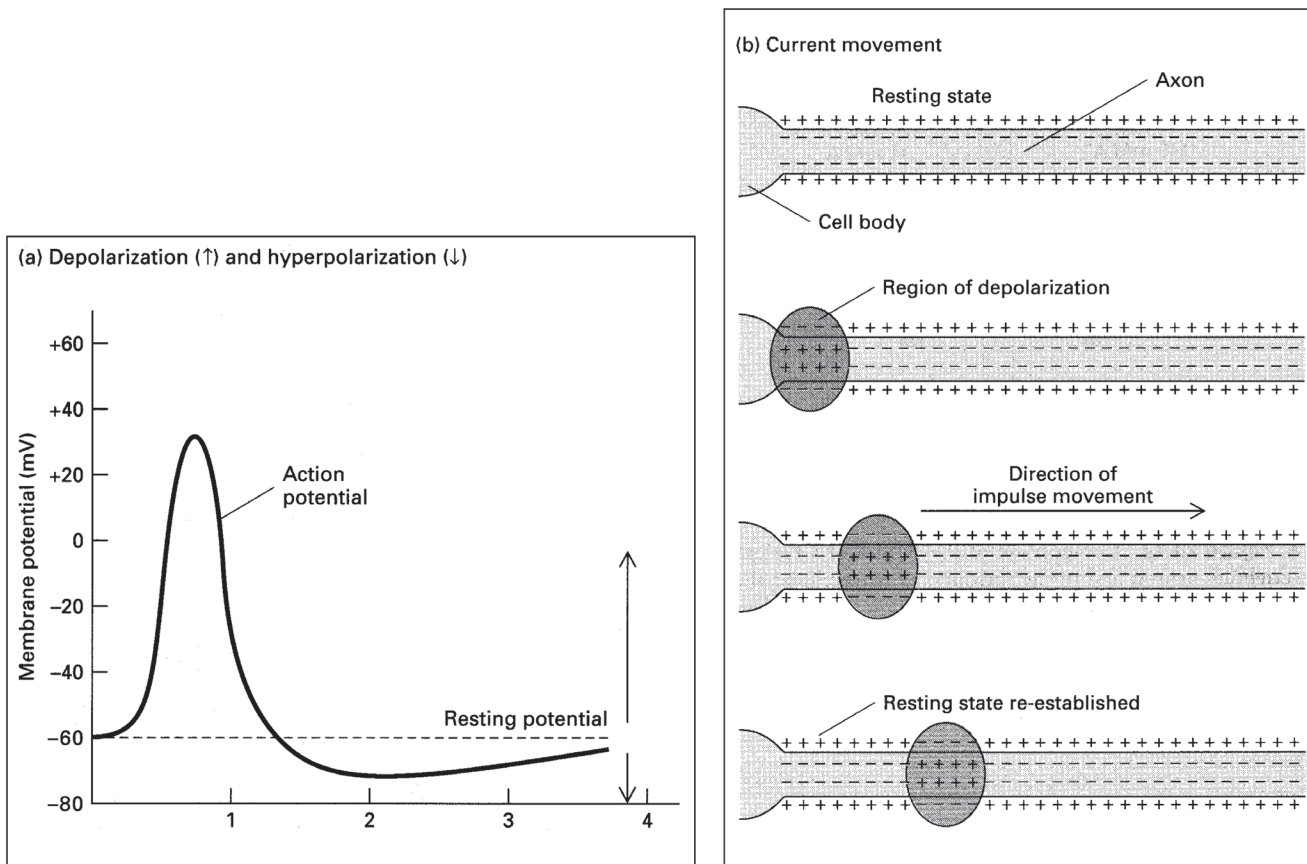 (a) Depolarization (↑) and hyperpolarization (↓)
Membrane potential (mV)
+60
+40
+20
0
−20
−40
−60
−80
Action
potential
Resting potential
1
2
3
4
(b) Current movement
Resting state
Axon
+ + + + + + + + + + + + + + + + + + + + + + + + + + + + + + +
− − − − − − − − − − − − − − − − − − − − − − − − − − − − − − −
− − − − − − − − − − − − − − − − − − − − − − − − − − − − − − −
+ + + + + + + + + + + + + + + + + + + + + + + + + + + + + + +
Cell body
Region of depolarization
− − − − + + + + + + + + + + + + + + + + + + + + + + + + + + +
+ + + + − − − − − − − − − − − − − − − − − − − − − − − − − − −
+ + + + − − − − − − − − − − − − − − − − − − − − − − − − − − −
− − − − + + + + + + + + + + + + + + + + + + + + + + + + + + +
Direction of
impulse movement
+ + + + − − − − + + + + + + + + + + + + + + + + + + + + + + +
− − − − + + + + − − − − − − − − − − − − − − − − − − − − − − −
− − − − + + + + − − − − − − − − − − − − − − − − − − − − − − −
+ + + + − − − − + + + + + + + + + + + + + + + + + + + + + + +
Resting state re-established
+ + + + + + + + − − − − + + + + + + + + + + + + + + + + + + +
− − − − − − − − + + + + − − − − − − − − − − − − − − − − − − −
− − − − − − − − + + + + − − − − − − − − − − − − − − − − − − −
+ + + + + + + + − − − − + + + + + + + + + + + + + + + + + + +